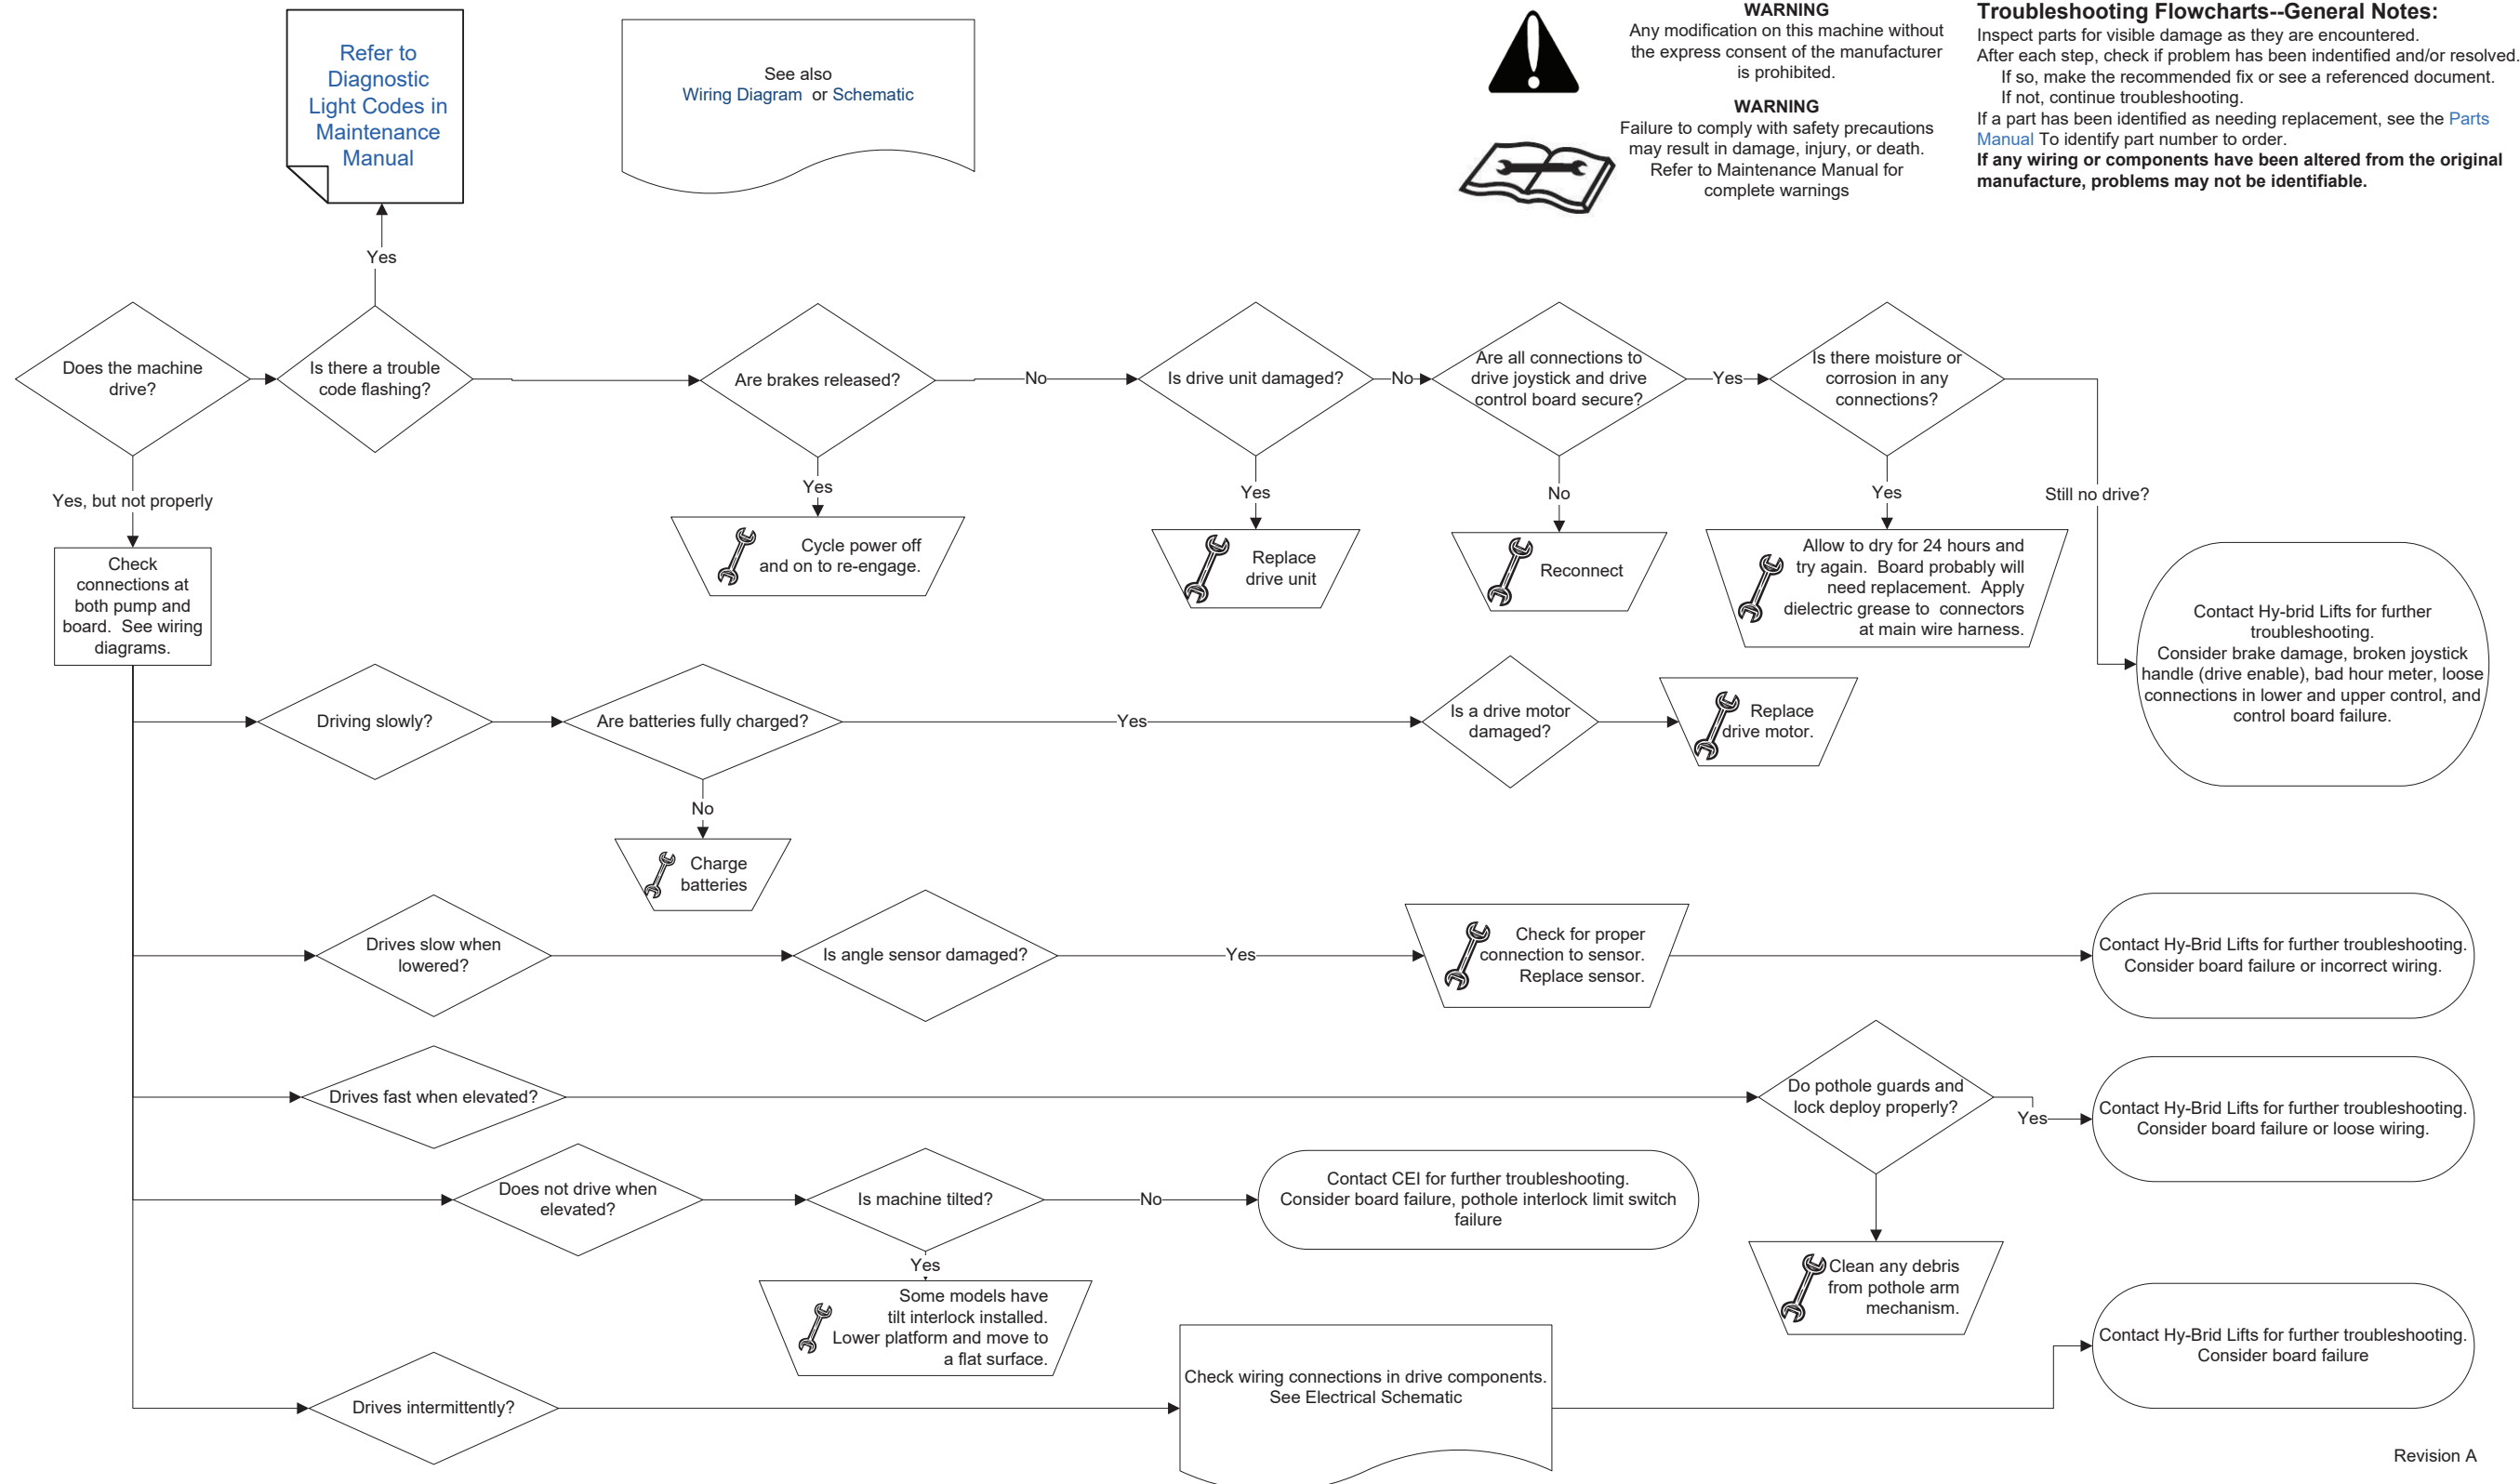 Refer to
Diagnostic
Light Codes in
Maintenance
Manual
See also
Wiring Diagram or Schematic
WARNING
Any modification on this machine without
the express consent of the manufacturer
is prohibited.
WARNING
Failure to comply with safety precautions
may result in damage, injury, or death.
Refer to Maintenance Manual for
complete warnings
Troubleshooting Flowcharts--General Notes:
Inspect parts for visible damage as they are encountered.
After each step, check if problem has been indentified and/or resolved.
If so, make the recommended fix or see a referenced document.
If not, continue troubleshooting.
If a part has been identified as needing replacement, see the Parts
Manual To identify part number to order.
If any wiring or components have been altered from the original
manufacture, problems may not be identifiable.
Yes
Does the machine
drive?
Is there a trouble
code flashing?
Are brakes released?
No
Is drive unit damaged?
No
Are all connections to
drive joystick and drive
control board secure?
Yes
Is there moisture or
corrosion in any
connections?
Yes, but not properly
Yes
Yes
No
Yes
Still no drive?
Check
connections at
both pump and
board. See wiring
diagrams.
Cycle power off
and on to re-engage.
Replace
drive unit
Reconnect
Allow to dry for 24 hours and
try again. Board probably will
need replacement. Apply
dielectric grease to connectors
at main wire harness.
Contact Hy-brid Lifts for further
troubleshooting.
Consider brake damage, broken joystick
handle (drive enable), bad hour meter, loose
connections in lower and upper control, and
control board failure.
Driving slowly?
Are batteries fully charged?
Yes
Is a drive motor
damaged?
Replace
drive motor.
No
Charge
batteries
Drives slow when
lowered?
Is angle sensor damaged?
Yes
Check for proper
connection to sensor.
Replace sensor.
Contact Hy-Brid Lifts for further troubleshooting.
Consider board failure or incorrect wiring.
Drives fast when elevated?
Do pothole guards and
lock deploy properly?
Yes
Contact Hy-Brid Lifts for further troubleshooting.
Consider board failure or loose wiring.
Does not drive when
elevated?
Is machine tilted?
No
Contact CEI for further troubleshooting.
Consider board failure, pothole interlock limit switch
failure
Yes
Some models have
tilt interlock installed.
Lower platform and move to
a flat surface.
Clean any debris
from pothole arm
mechanism.
Drives intermittently?
Check wiring connections in drive components.
See Electrical Schematic
Contact Hy-Brid Lifts for further troubleshooting.
Consider board failure
Revision A